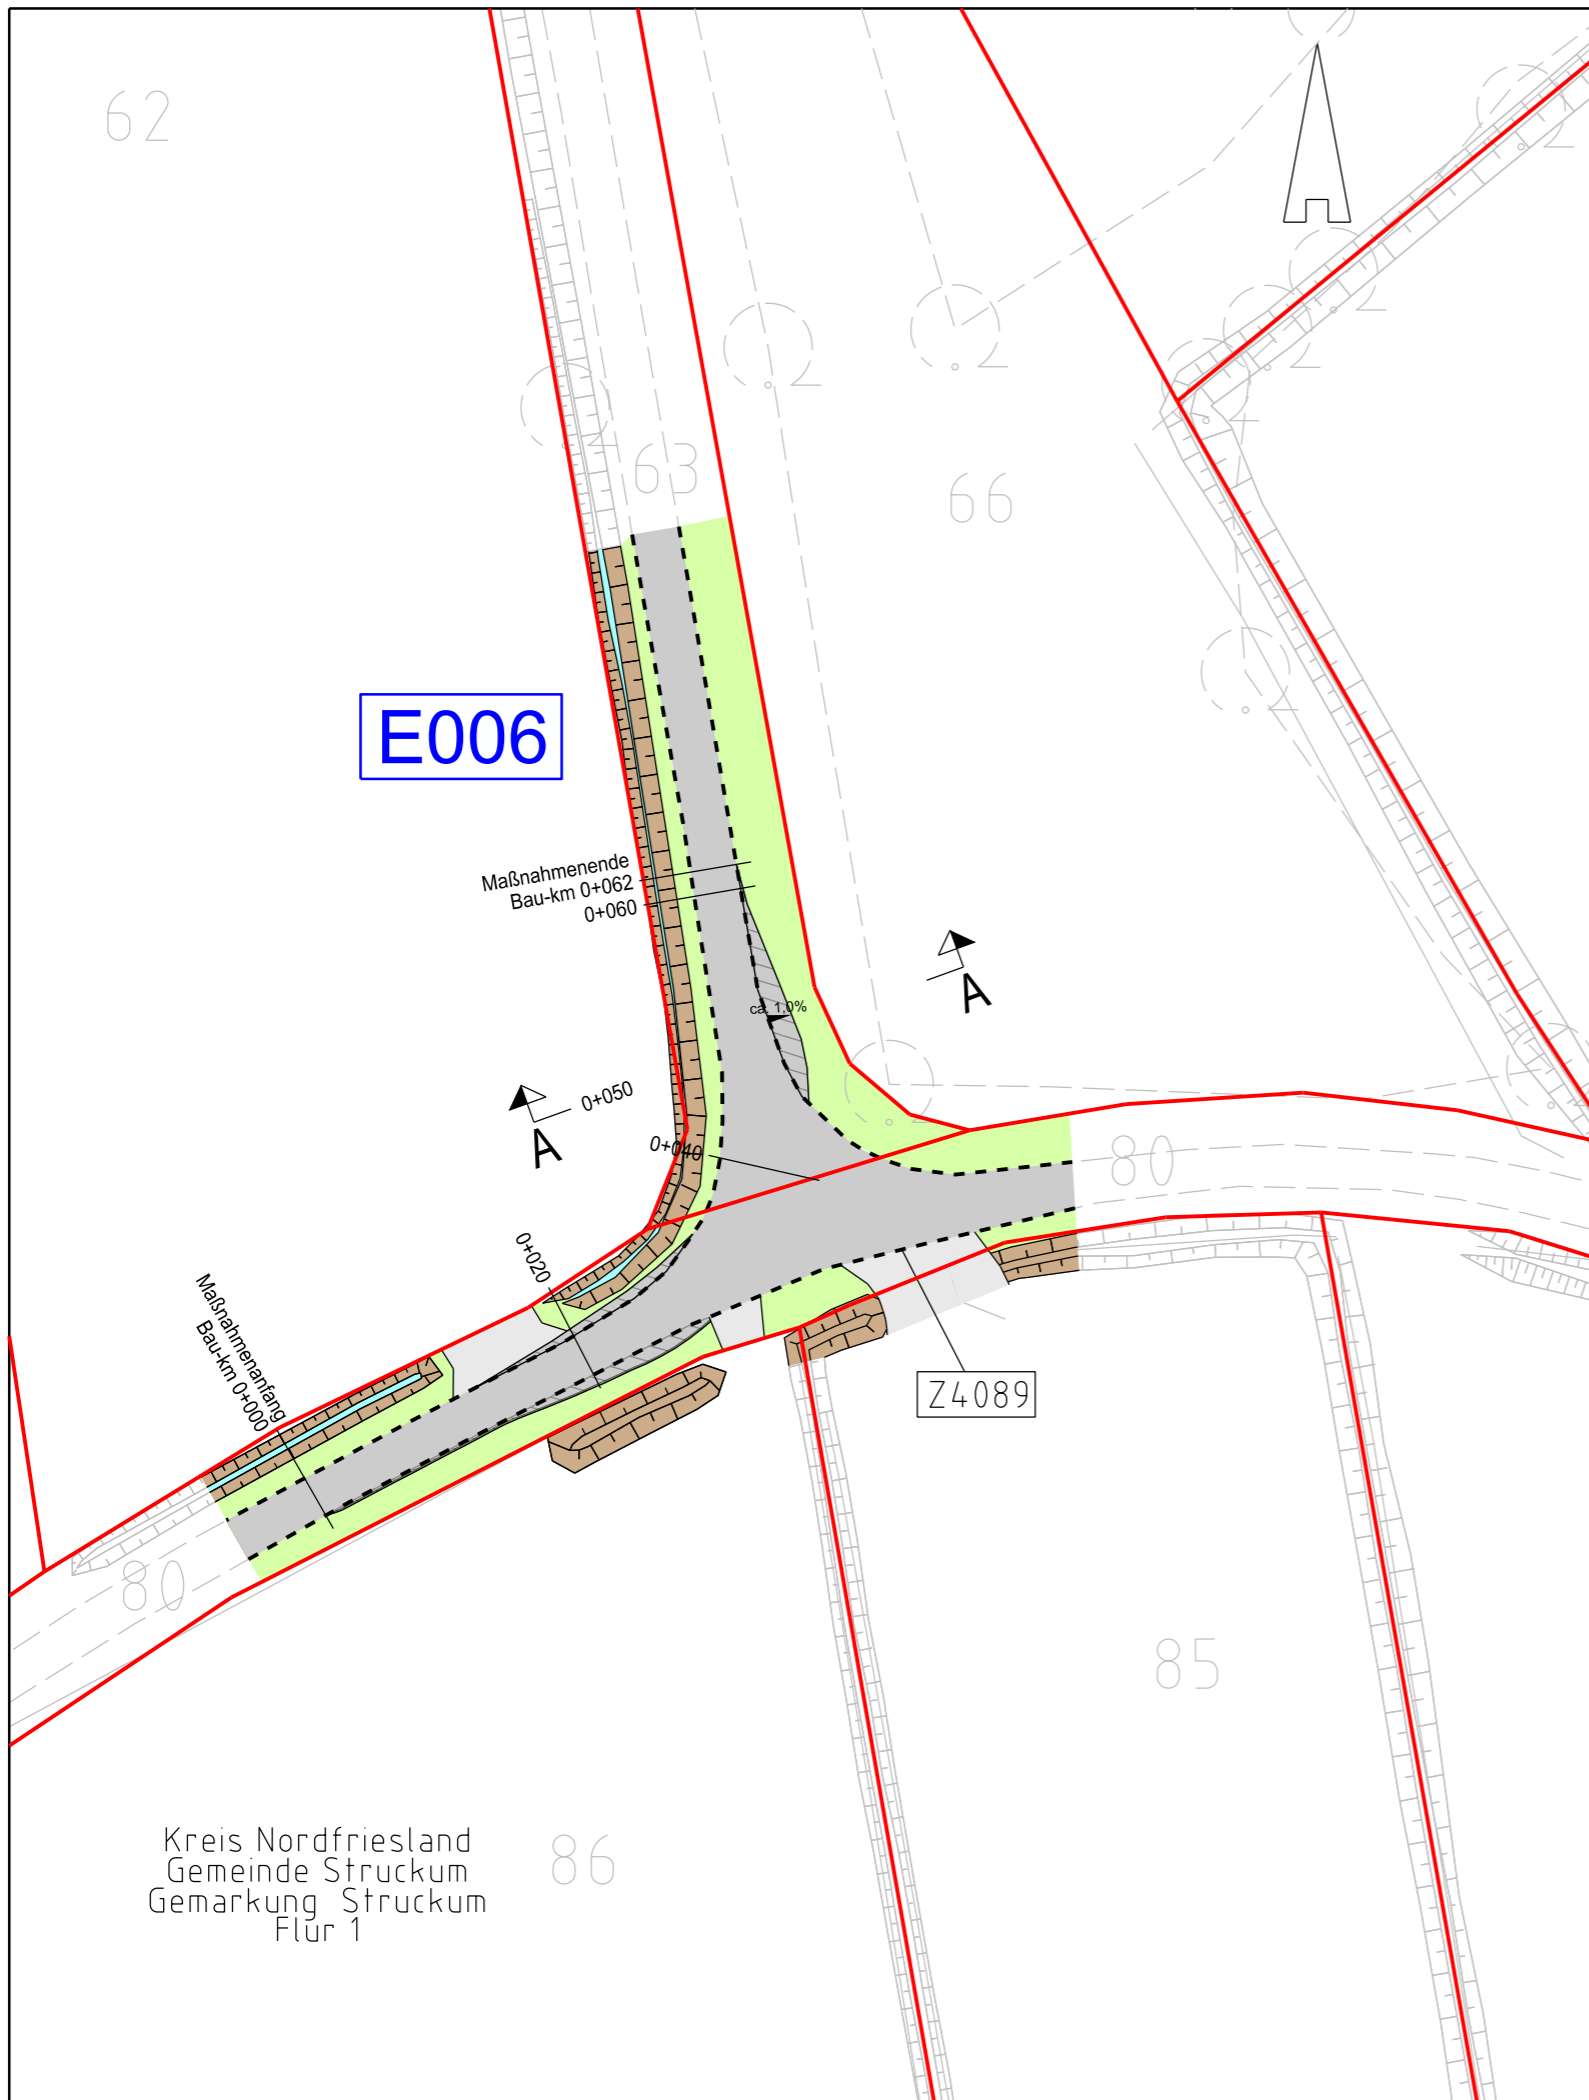 62
63
66
E006
Maßnahmenende
Bau-km 0+062
0+060
A
ca. 1,0%
0+050
A
0+040
80
0+020
Maßnahmenanfang
Bau-km 0+000
Z4089
80
85
Kreis Nordfriesland
Gemeinde Struckum
Gemarkung Struckum
Flur 1
86